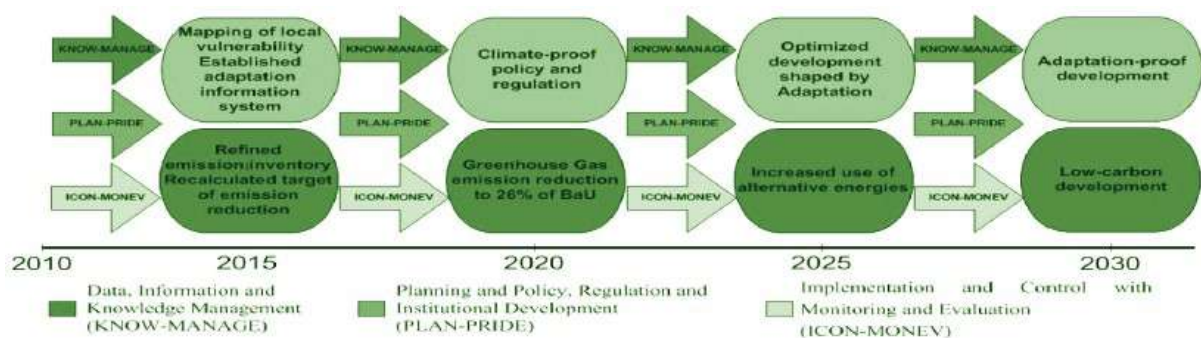 KNOW-MANAGE
PLAN-PRIDE
ICON-MONEV
Mapping of local
vulnerability
Established
adaptation
information
system
Refined
emission:inventory
Recalculated target
of emission
reduction
KNOW-MANAGE
PLAN-PRIDE
ICON-MONEV
Climate-proof
policy and
regulation
Greenhouse Gas
emission reduction
to 26% of BaU
KNOW-MANAGE
PLAN-PRIDE
ICON-MONEV
Optimized
development
shaped by
Adaptation
Increased use of
alternative energies
KNOW-MANAGE
PLAN-PRIDE
ICON-MONEV
Adaptation-proof
development
Low-carbon
development
2010 2015 2020 2025 2030
Data, Information and
Knowledge Management
(KNOW-MANAGE)
Planning and Policy, Regulation and
Institutional Development
(PLAN-PRIDE)
Implementation and Control with
Monitoring and Evaluation
(ICON-MONEV)